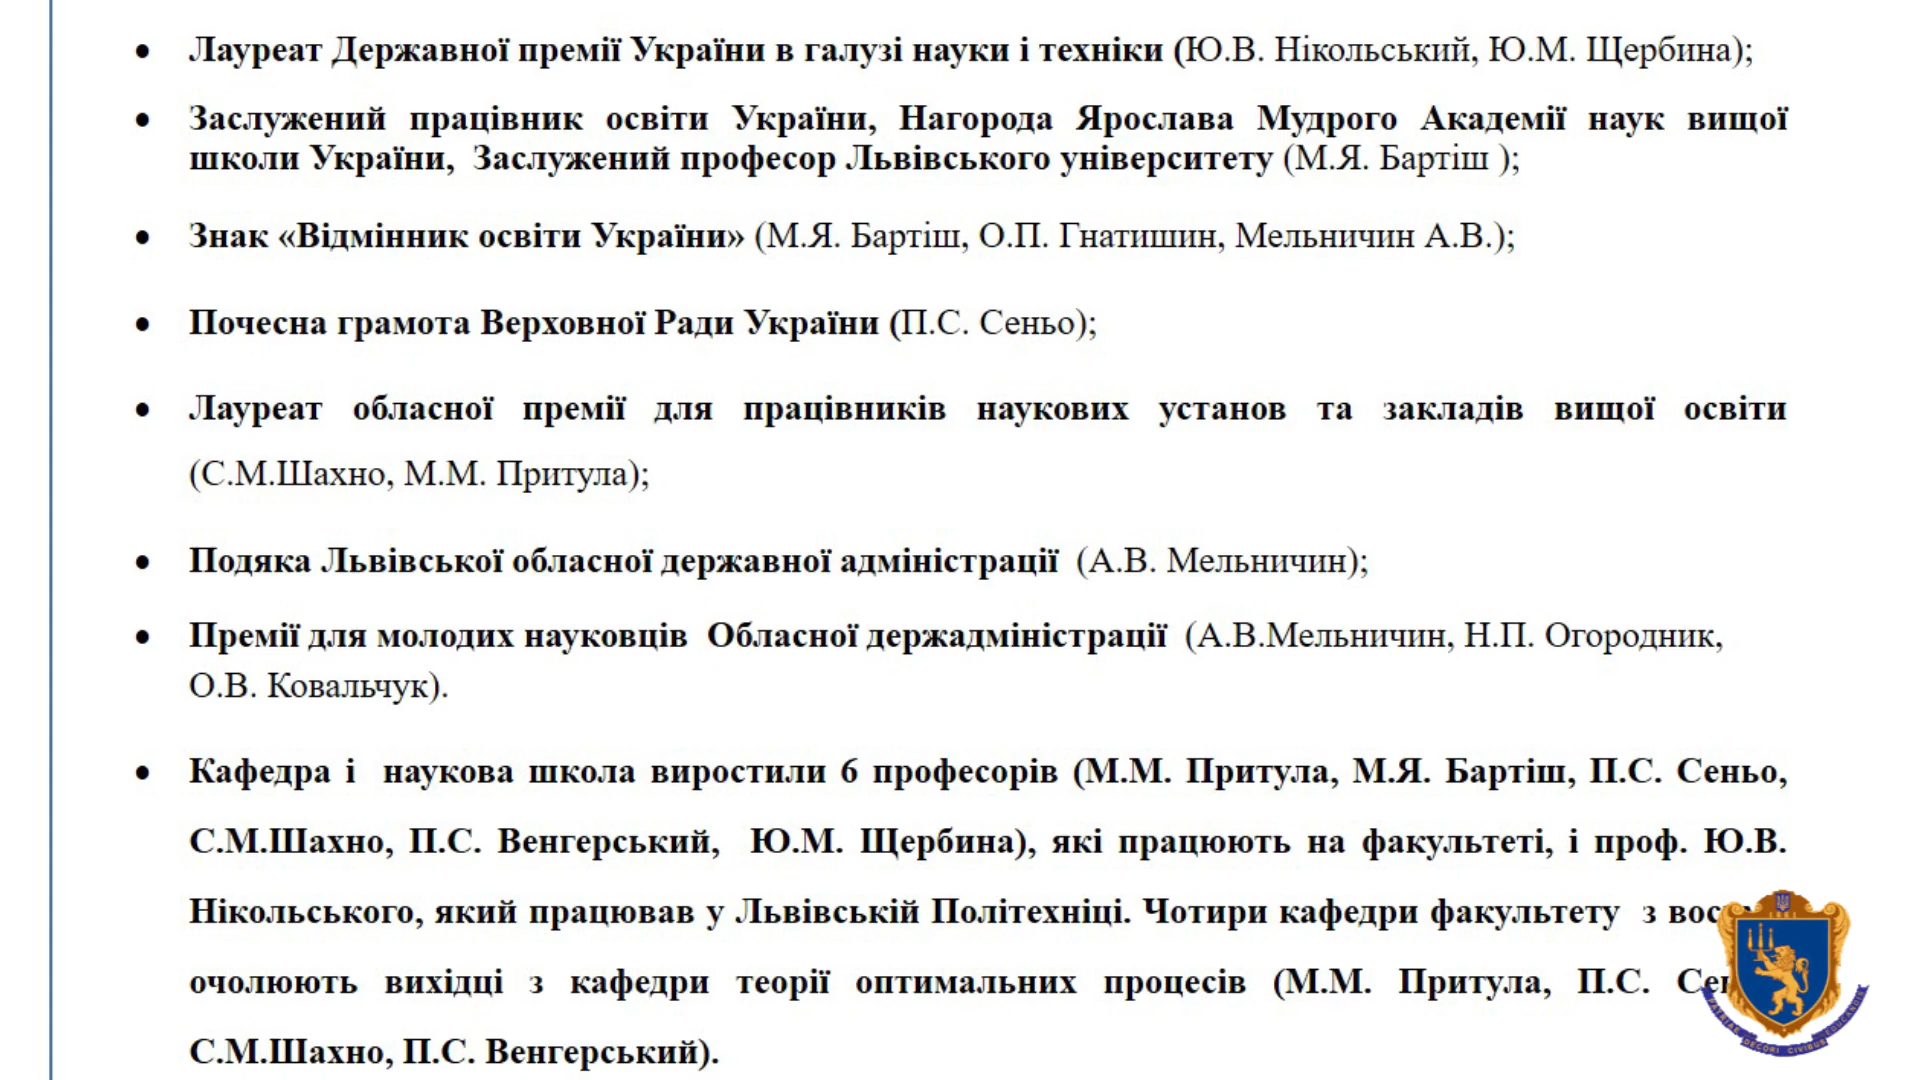 • Лауреат Державної премії України в галузі науки і техніки (Ю.В. Нікольський, Ю.М. Щербина);
• Заслужений працівник освіти України, Нагорода Ярослава Мудрого Академії наук вищої
школи України, Заслужений професор Львівського університету (М.Я. Бартіш );
• Знак «Відмінник освіти України» (М.Я. Бартіш, О.П. Гнатишин, Мельничин А.В.);
• Почесна грамота Верховної Ради України (П.С. Сеньо);
• Лауреат обласної премії для працівників наукових установ та закладів вищої освіти
(С.М.Шахно, М.М. Притула);
• Подяка Львівської обласної державної адміністрації (А.В. Мельничин);
• Премії для молодих науковців Обласної держадміністрації (А.В.Мельничин, Н.П. Огородник,
О.В. Ковальчук).
• Кафедра і наукова школа виростили 6 професорів (М.М. Притула, М.Я. Бартіш, П.С. Сеньо,
С.М.Шахно, П.С. Венгерський, Ю.М. Щербина), які працюють на факультеті, і проф. Ю.В.
Нікольського, який працював у Львівській Політехніці. Чотири кафедри факультету з
очолюють вихідці з кафедри теорії оптимальних процесів (М.М. Притула, П.С.
С.М.Шахно, П.С. Венгерський).
PATRIAE DECORI CIVIBUS EDUCANDIS